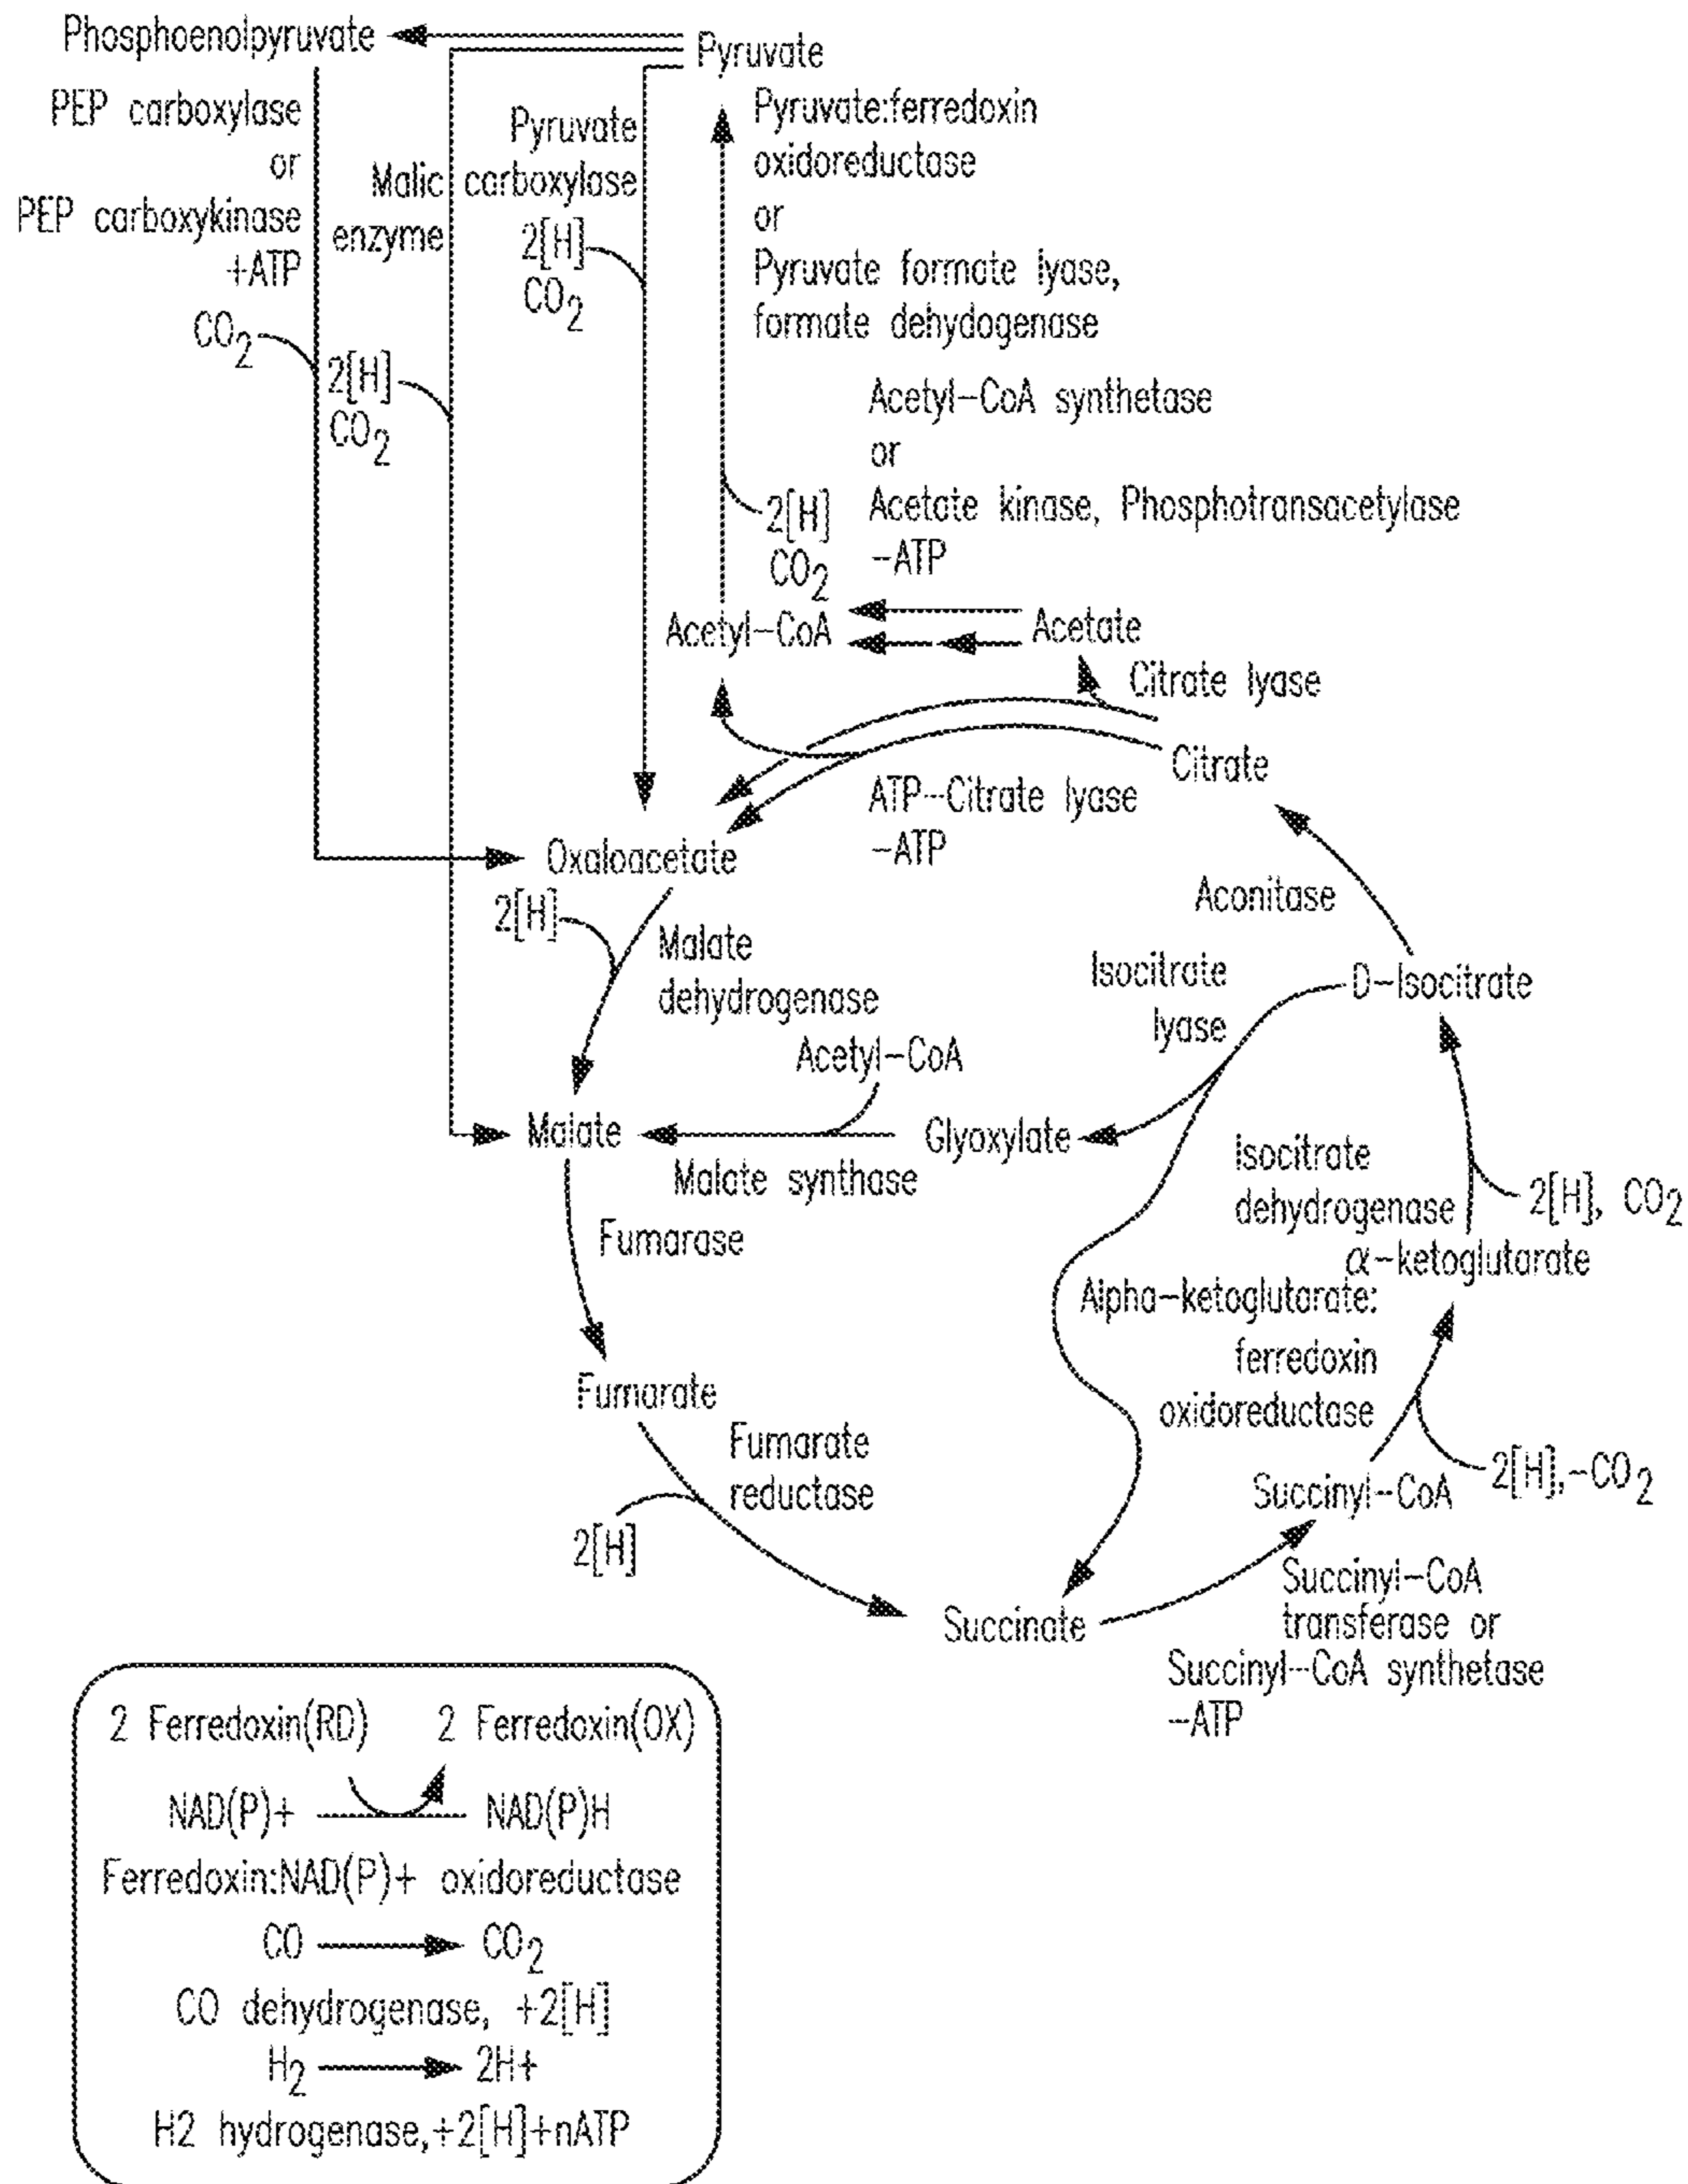 Phosphoenolpyruvate
Pyruvate
PEP carboxylase
or
PEP carboxykinase
+ATP
CO2
Malic
enzyme
2[H]
CO2
Pyruvate
carboxylase
2[H]
CO2
Pyruvate:ferredoxin
oxidoreductase
or
Pyruvate formate lyase,
formate dehydogenase
Acetyl-CoA synthetase
or
Acetate kinase, Phosphotransacetylase
-ATP
2[H]
CO2
Acetyl-CoA
Acetate
Citrate lyase
Citrate
ATP-Citrate lyase
-ATP
Oxaloacetate
2[H]
Malate
dehydrogenase
Aconitase
Isocitrate
lyase
D-Isocitrate
Acetyl-CoA
Malate
Glyoxylate
Malate synthase
Isocitrate
dehydrogenase
2[H], CO2
Fumarase
α-ketoglutarate
Alpha-ketoglutarate:
ferredoxin
oxidoreductase
Fumarate
Fumarate
reductase
2[H]
2[H],-CO2
Succinyl-CoA
Succinyl-CoA
transferase or
Succinyl-CoA synthetase
-ATP
Succinate
2 Ferredoxin(RD) 2 Ferredoxin(OX)
NAD(P)+ NAD(P)H
Ferredoxin:NAD(P)+ oxidoreductase
CO CO2
CO dehydrogenase, +2[H]
H2 2H+
H2 hydrogenase,+2[H]+nATP